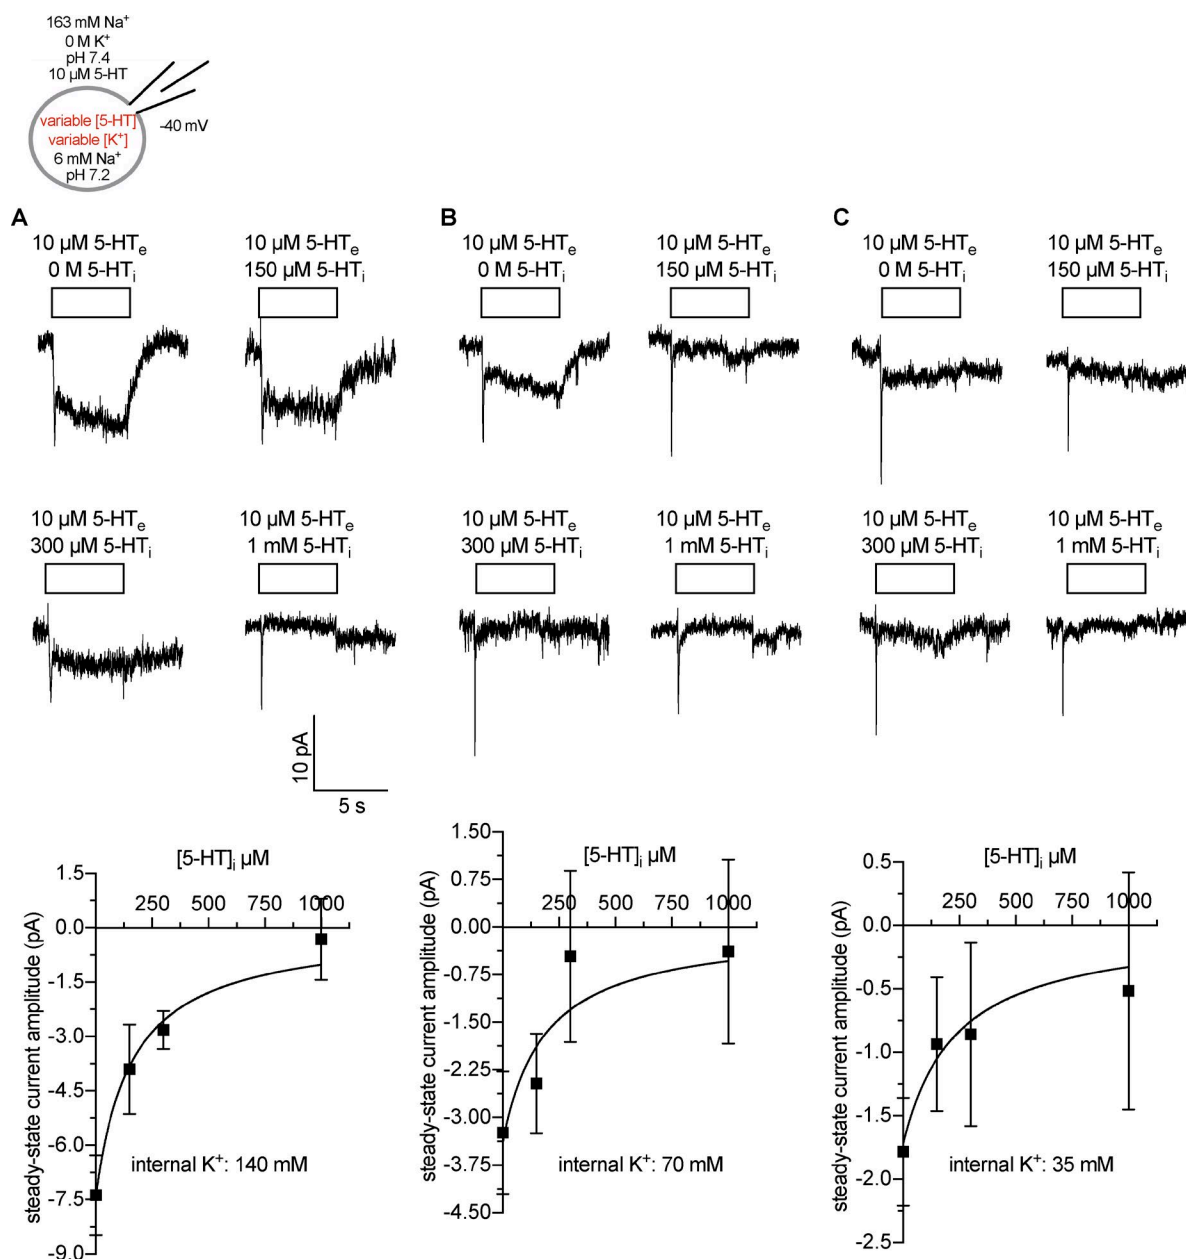 163 mM Na⁺
0 M K⁺
pH 7.4
10 µM 5-HT
variable [5-HT]
variable [K⁺]
6 mM Na⁺
pH 7.2
-40 mV
A
10 µM 5-HTₑ
0 M 5-HTᵢ
10 µM 5-HTₑ
150 µM 5-HTᵢ
300 µM 5-HTᵢ
10 µM 5-HTₑ
10 µM 5-HTₑ
1 mM 5-HTᵢ
10 pA
5 s
B
10 µM 5-HTₑ
0 M 5-HTᵢ
10 µM 5-HTₑ
150 µM 5-HTᵢ
10 µM 5-HTₑ
300 µM 5-HTᵢ
10 µM 5-HTₑ
1 mM 5-HTᵢ
C
10 µM 5-HTₑ
0 M 5-HTᵢ
10 µM 5-HTₑ
150 µM 5-HTᵢ
10 µM 5-HTₑ
300 µM 5-HTᵢ
10 µM 5-HTₑ
1 mM 5-HTᵢ
[5-HT]ᵢ µM
250 500 750 1000
steady-state current amplitude (pA)
1.5
0.0
-1.5
-3.0
-4.5
-6.0
-7.5
-9.0
internal K⁺: 140 mM
[5-HT]ᵢ µM
250 500 750 1000
steady-state current amplitude (pA)
1.50
0.75
0.00
-0.75
-1.50
-2.25
-3.00
-3.75
-4.50
internal K⁺: 70 mM
[5-HT]ᵢ µM
250 500 750 1000
steady-state current amplitude (pA)
0.5
0.0
-0.5
-1.0
-1.5
-2.0
-2.5
internal K⁺: 35 mM